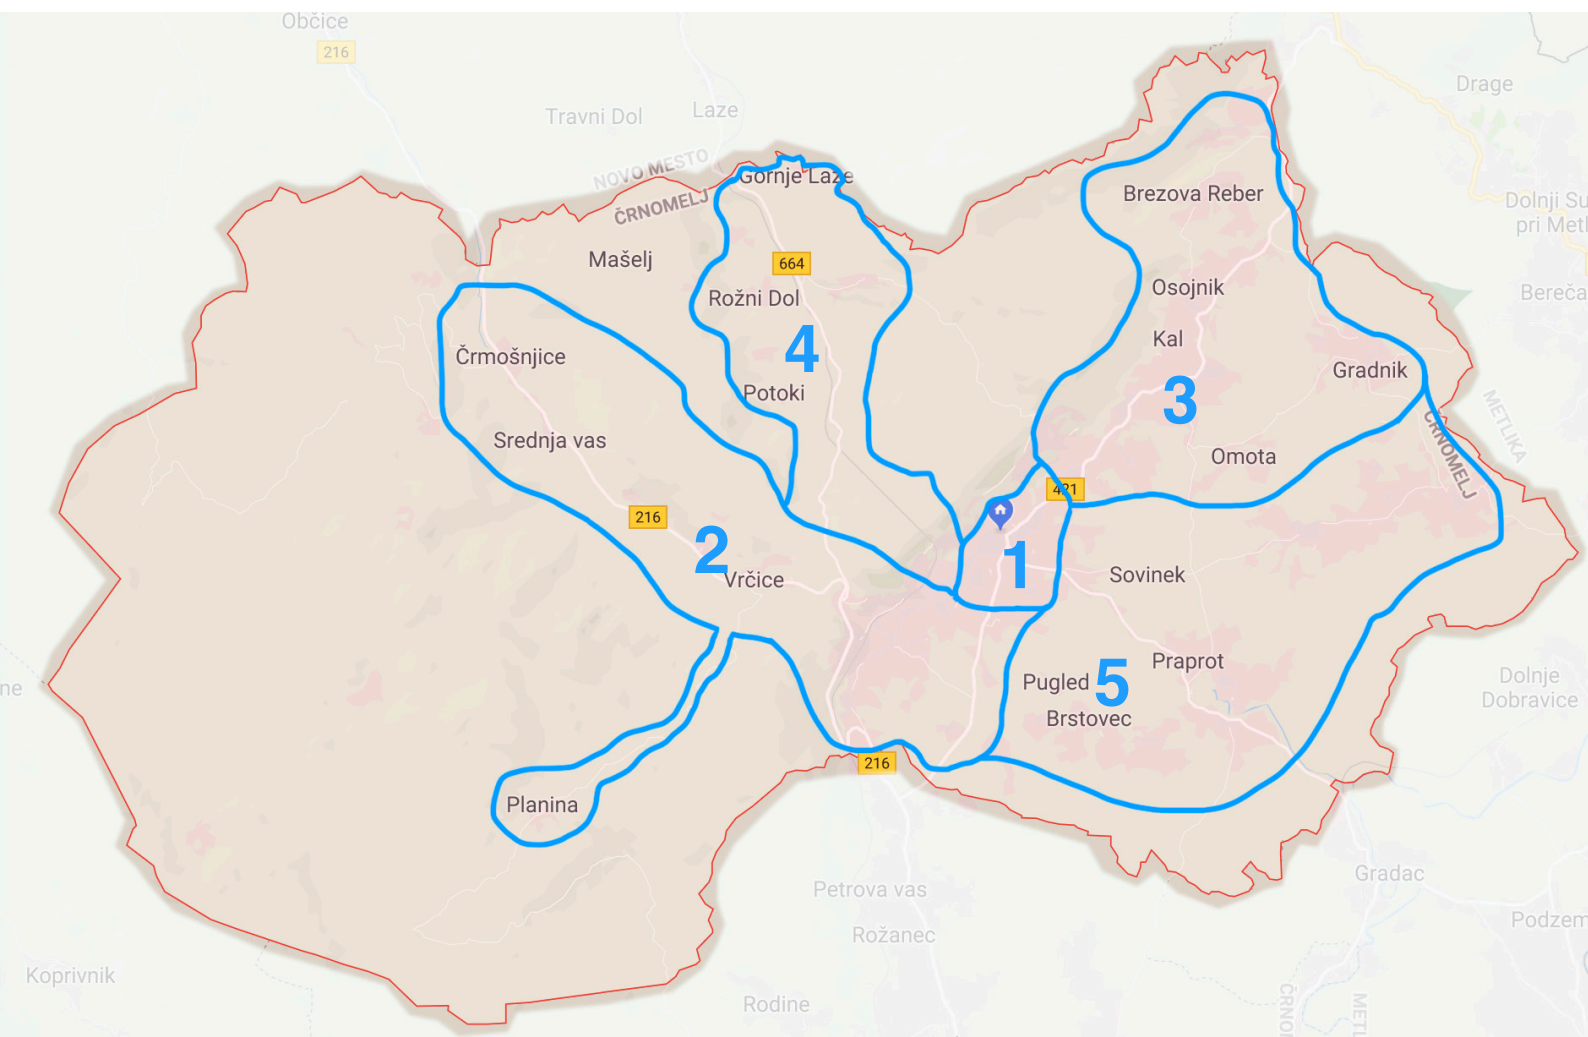 Občice
216
Drage
Travni Dol
Laze
NOVO MESTO
Gornje Laze
ČRNOMELJ
Brezova Reber
Dolnji Su
pri Metl
Mašelj
664
Osojnik
Rožni Dol
Bereča
Kal
4
Črmošnjice
Gradnik
Potoki
3
METLIKA
ČRNOMELJ
Srednja vas
Omota
421
216
2
1
Vrčice
Sovinek
Praprot
Pugled
5
Dolnje
Dobravice
ne
Brstovec
216
Planina
Petrova vas
Gradac
Podzem
Rožanec
Koprivnik
Rodine
ČRNO
METL